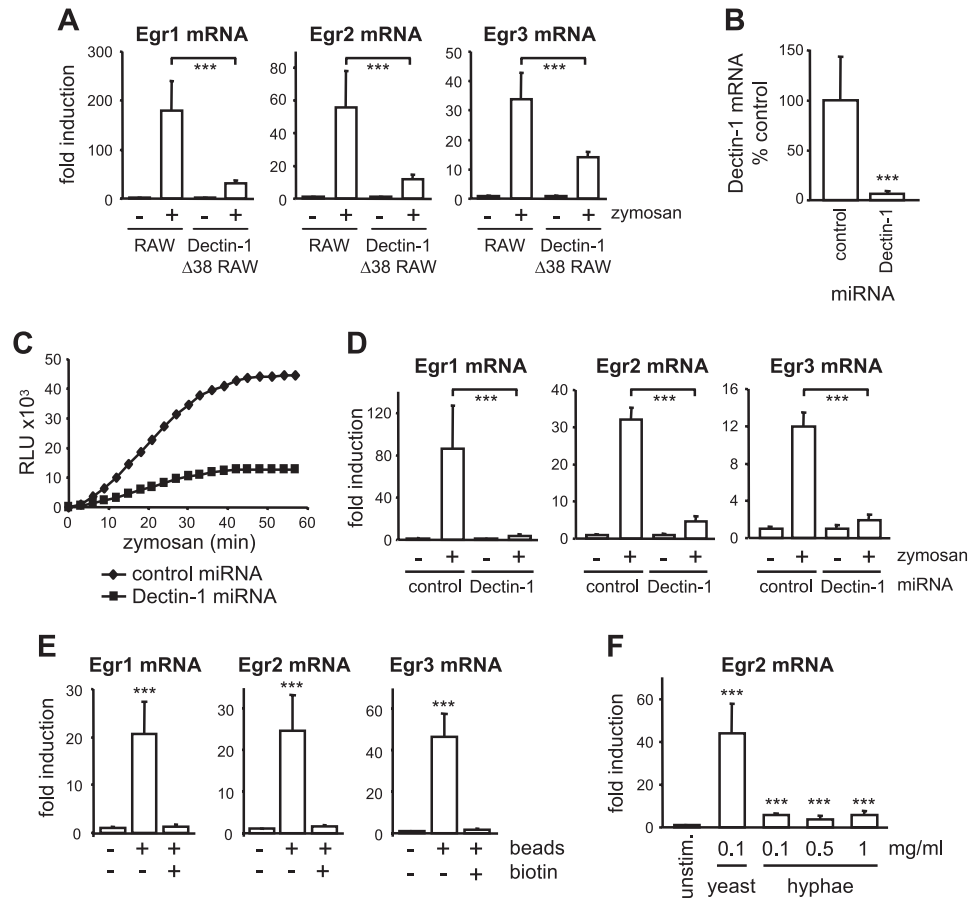 A
Egr1 mRNA
Egr2 mRNA
Egr3 mRNA
fold induction
300
200
100
0
80
60
40
20
0
50
40
30
20
10
0
***
***
***
- + - +
- + - +
- + - + zymosan
RAW Dectin-1 Δ38 RAW
RAW Dectin-1 Δ38 RAW
RAW Dectin-1 Δ38 RAW
B
Dectin-1 mRNA
% control
150
100
50
0
***
control
Dectin-1
miRNA
C
RLU x10³
50
40
30
20
10
0
0 10 20 30 40 50 60
zymosan (min)
control miRNA
Dectin-1 miRNA
D
Egr1 mRNA
Egr2 mRNA
Egr3 mRNA
fold induction
120
80
40
0
40
30
20
10
0
16
12
8
4
0
***
***
***
- + - +
- + - +
- + - + zymosan
control Dectin-1
control Dectin-1
control Dectin-1 miRNA
E
Egr1 mRNA
Egr2 mRNA
Egr3 mRNA
fold induction
30
20
10
0
30
20
10
0
60
40
20
0
***
***
***
- + +
- + +
- + + beads
- - +
- - +
- - + biotin
F
Egr2 mRNA
fold induction
60
40
20
0
***
*** *** ***
unstim.
0.1 0.1 0.5 1 mg/ml
yeast hyphae